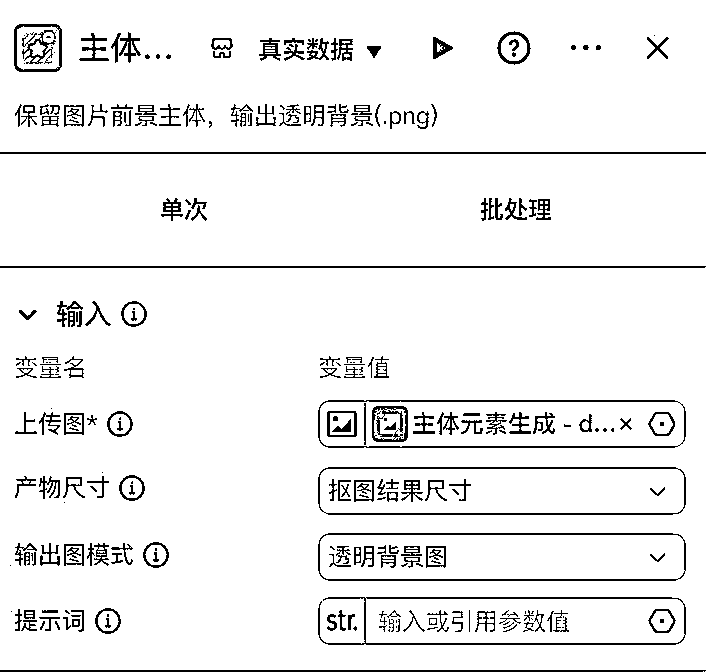 主体... 真实数据
保留图片前景主体，输出透明背景(.png)
单次 批处理
输入
变量名 变量值
上传图* 主体元素生成 - d...
产物尺寸 抠图结果尺寸
输出图模式 透明背景图
提示词 str. 输入或引用参数值